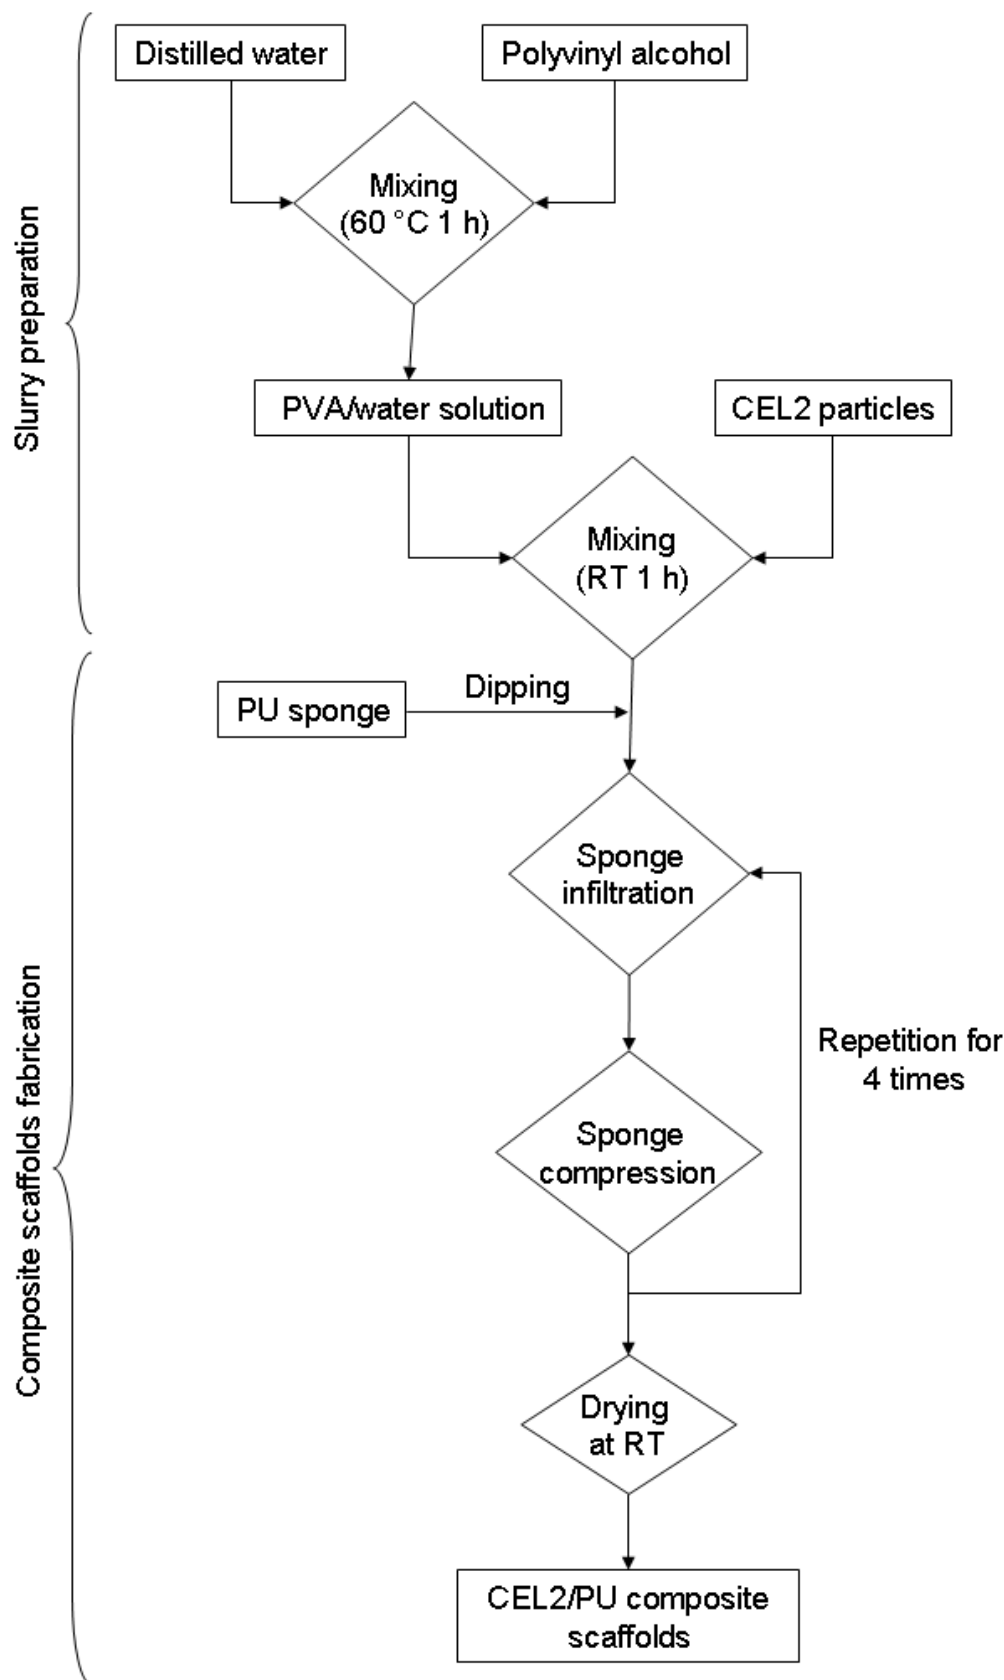 Distilled water
Polyvinyl alcohol
Mixing
(60 °C 1 h)
Slurry preparation
PVA/water solution
CEL2 particles
Mixing
(RT 1 h)
Dipping
PU sponge
Sponge
infiltration
Composite scaffolds fabrication
Repetition for
4 times
Sponge
compression
Drying
at RT
CEL2/PU composite
scaffolds